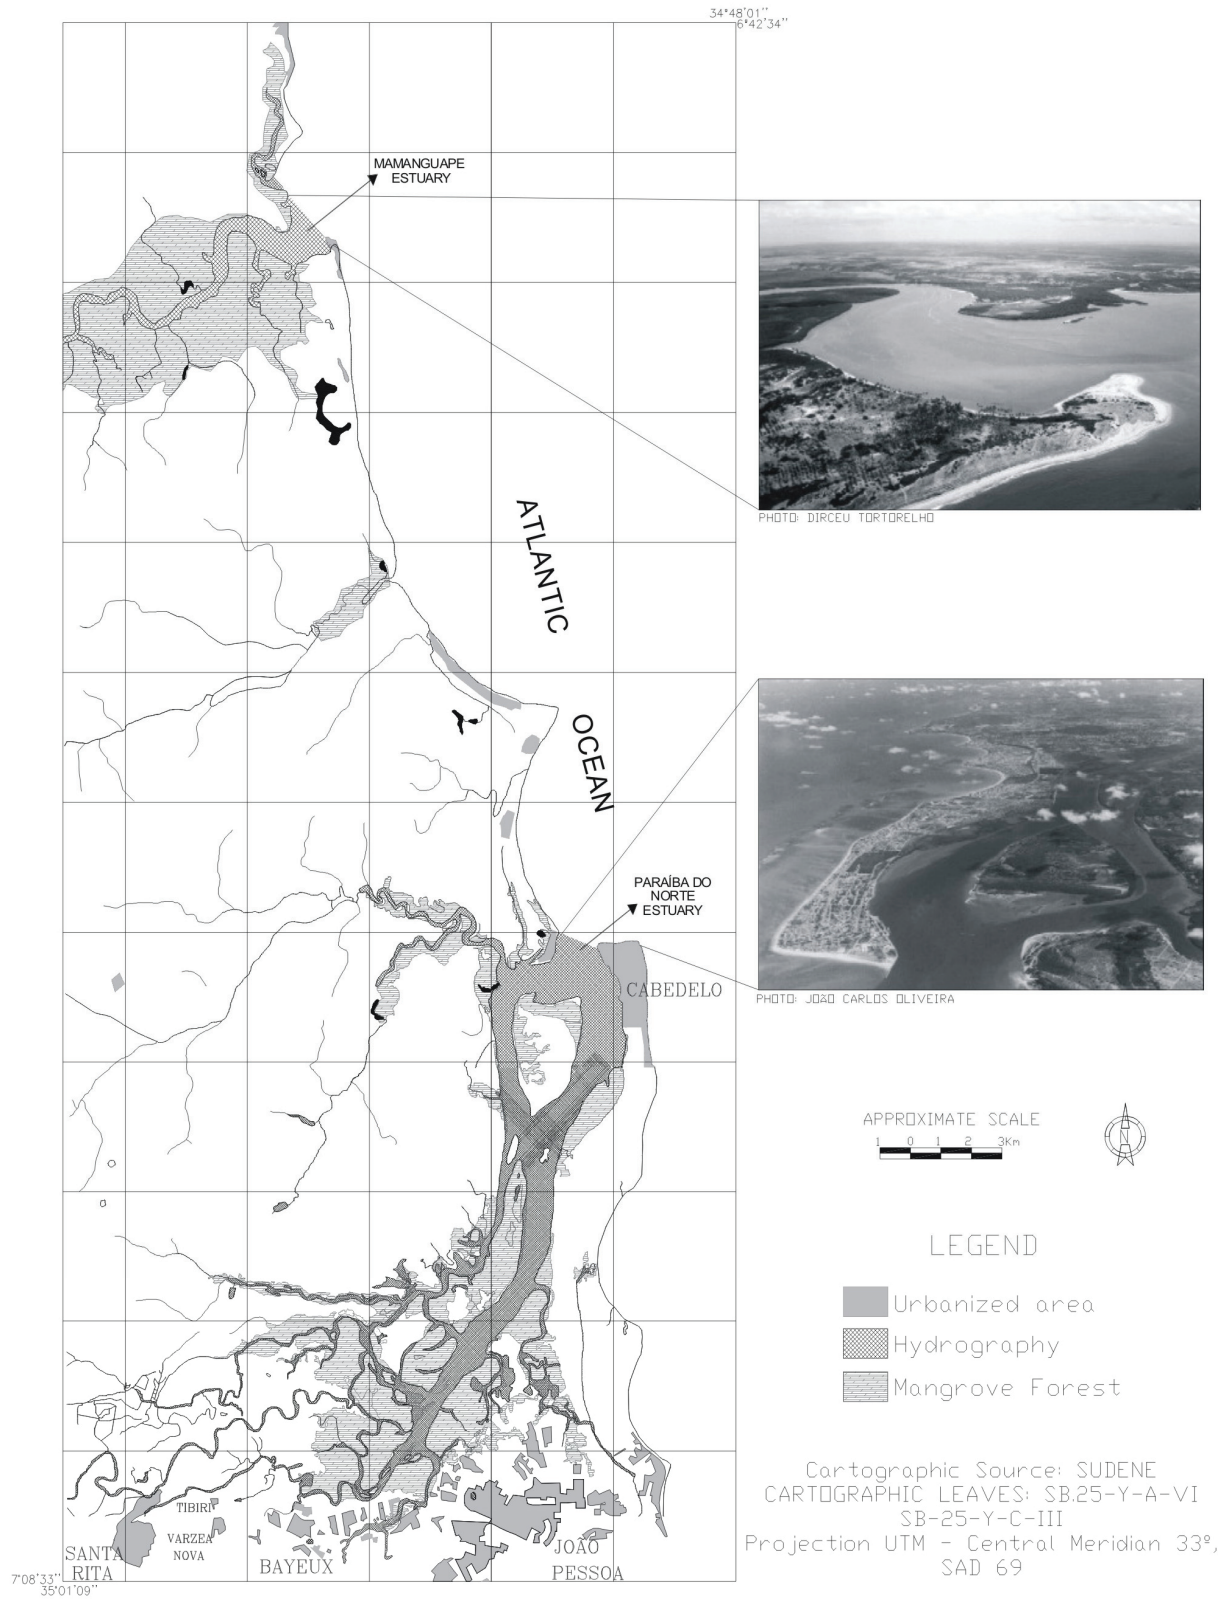 34°48'01"
6°42'34"
MAMANGUAPE
ESTUARY
PHOTO: DIRCEU TORTORELHO
ATLANTIC
OCEAN
PARAÍBA DO
NORTE
ESTUARY
CABEDELO
PHOTO: JOÃO CARLOS OLIVEIRA
APPROXIMATE SCALE
1 0 1 2 3Km
N
LEGEND
Urbanized area
Hydrography
Mangrove Forest
Cartographic Source: SUDENE
CARTOGRAPHIC LEAVES: SB.25-Y-A-VI
SB-25-Y-C-III
Projection UTM - Central Meridian 33º,
SAD 69
TIBIRI
VARZEA
NOVA
SANTA
RITA
BAYEUX
JOÃO
PESSOA
7°08'33"
35°01'09"